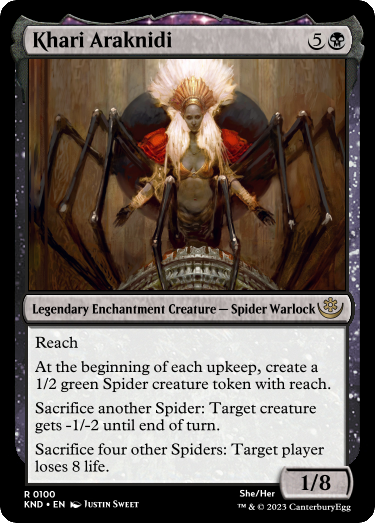 Khari Araknidi 5
Legendary Enchantment Creature — Spider Warlock
Reach
At the beginning of each upkeep, create a
1/2 green Spider creature token with reach.
Sacrifice another Spider: Target creature
gets -1/-2 until end of turn.
Sacrifice four other Spiders: Target player
loses 8 life.
1/8
R 0100
KND • EN Justin Sweet
She/Her
™ & © 2023 CanterburyEgg